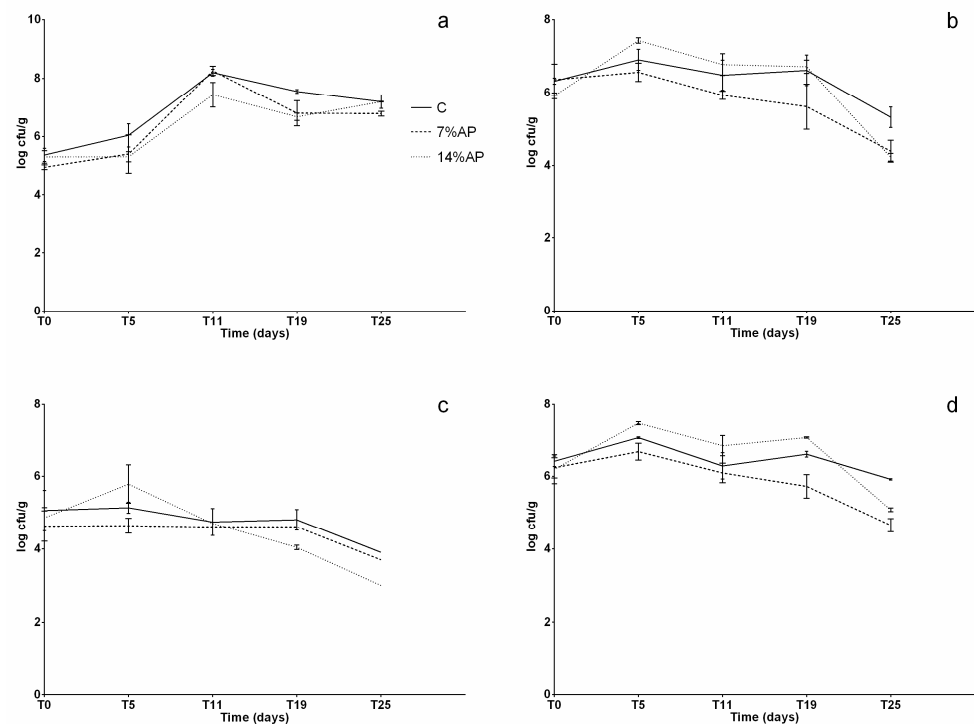 a
10
8
6
4
2
0
log cfu/g
T0 T5 T11 T19 T25
Time (days)
C
7%AP
14%AP
b
8
6
4
2
0
log cfu/g
T0 T5 T11 T19 T25
Time (days)
c
8
6
4
2
0
log cfu/g
T0 T5 T11 T19 T25
Time (days)
d
8
6
4
2
0
log cfu/g
T0 T5 T11 T19 T25
Time (days)